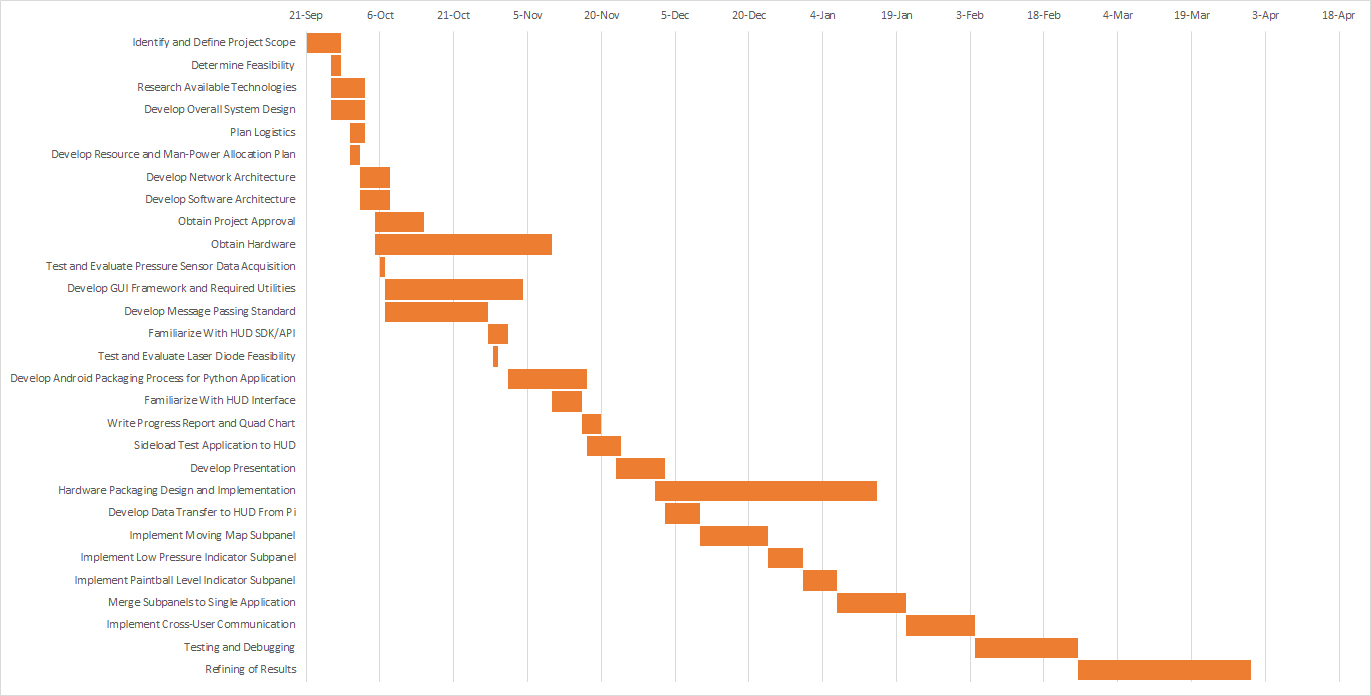 21-Sep 6-Oct 21-Oct 5-Nov 20-Nov 5-Dec 20-Dec 4-Jan 19-Jan 3-Feb 18-Feb 4-Mar 19-Mar 3-Apr 18-Apr
Identify and Define Project Scope
Determine Feasibility
Research Available Technologies
Develop Overall System Design
Plan Logistics
Develop Resource and Man-Power Allocation Plan
Develop Network Architecture
Develop Software Architecture
Obtain Project Approval
Obtain Hardware
Test and Evaluate Pressure Sensor Data Acquisition
Develop GUI Framework and Required Utilities
Develop Message Passing Standard
Familiarize With HUD SDK/API
Test and Evaluate Laser Diode Feasibility
Develop Android Packaging Process for Python Application
Familiarize With HUD Interface
Write Progress Report and Quad Chart
Sideload Test Application to HUD
Develop Presentation
Hardware Packaging Design and Implementation
Develop Data Transfer to HUD From Pi
Implement Moving Map Subpanel
Implement Low Pressure Indicator Subpanel
Implement Paintball Level Indicator Subpanel
Merge Subpanels to Single Application
Implement Cross-User Communication
Testing and Debugging
Refining of Results